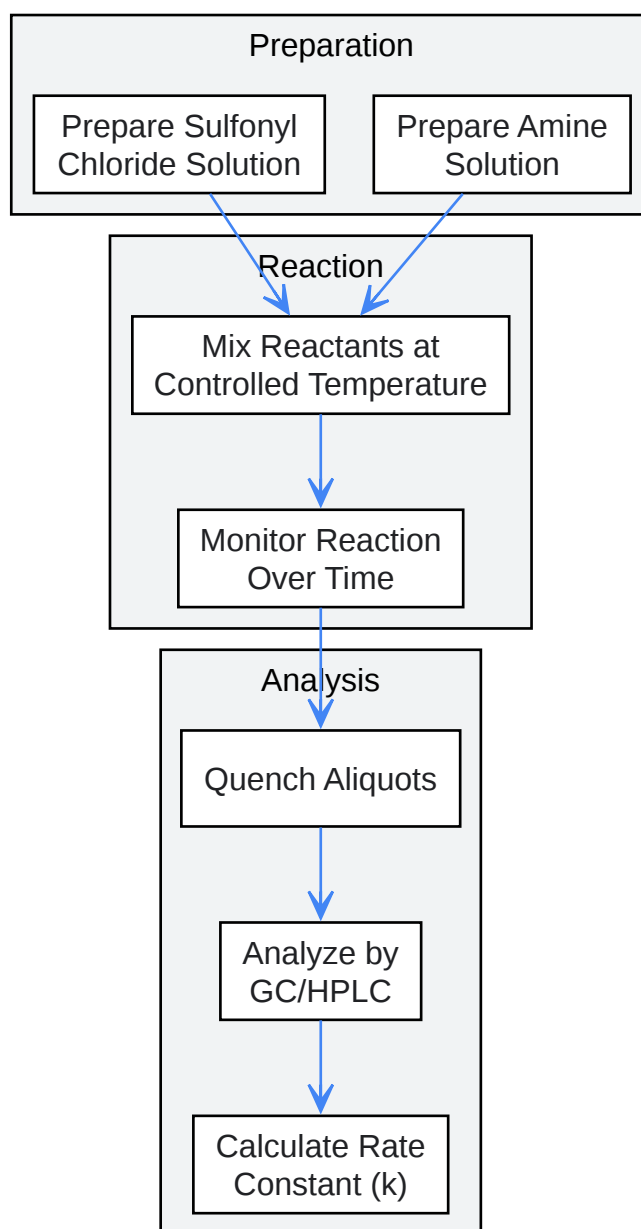 Preparation
Prepare Sulfonyl
Chloride Solution
Prepare Amine
Solution
Reaction
Mix Reactants at
Controlled Temperature
Monitor Reaction
Over Time
Analysis
Quench Aliquots
Analyze by
GC/HPLC
Calculate Rate
Constant (k)